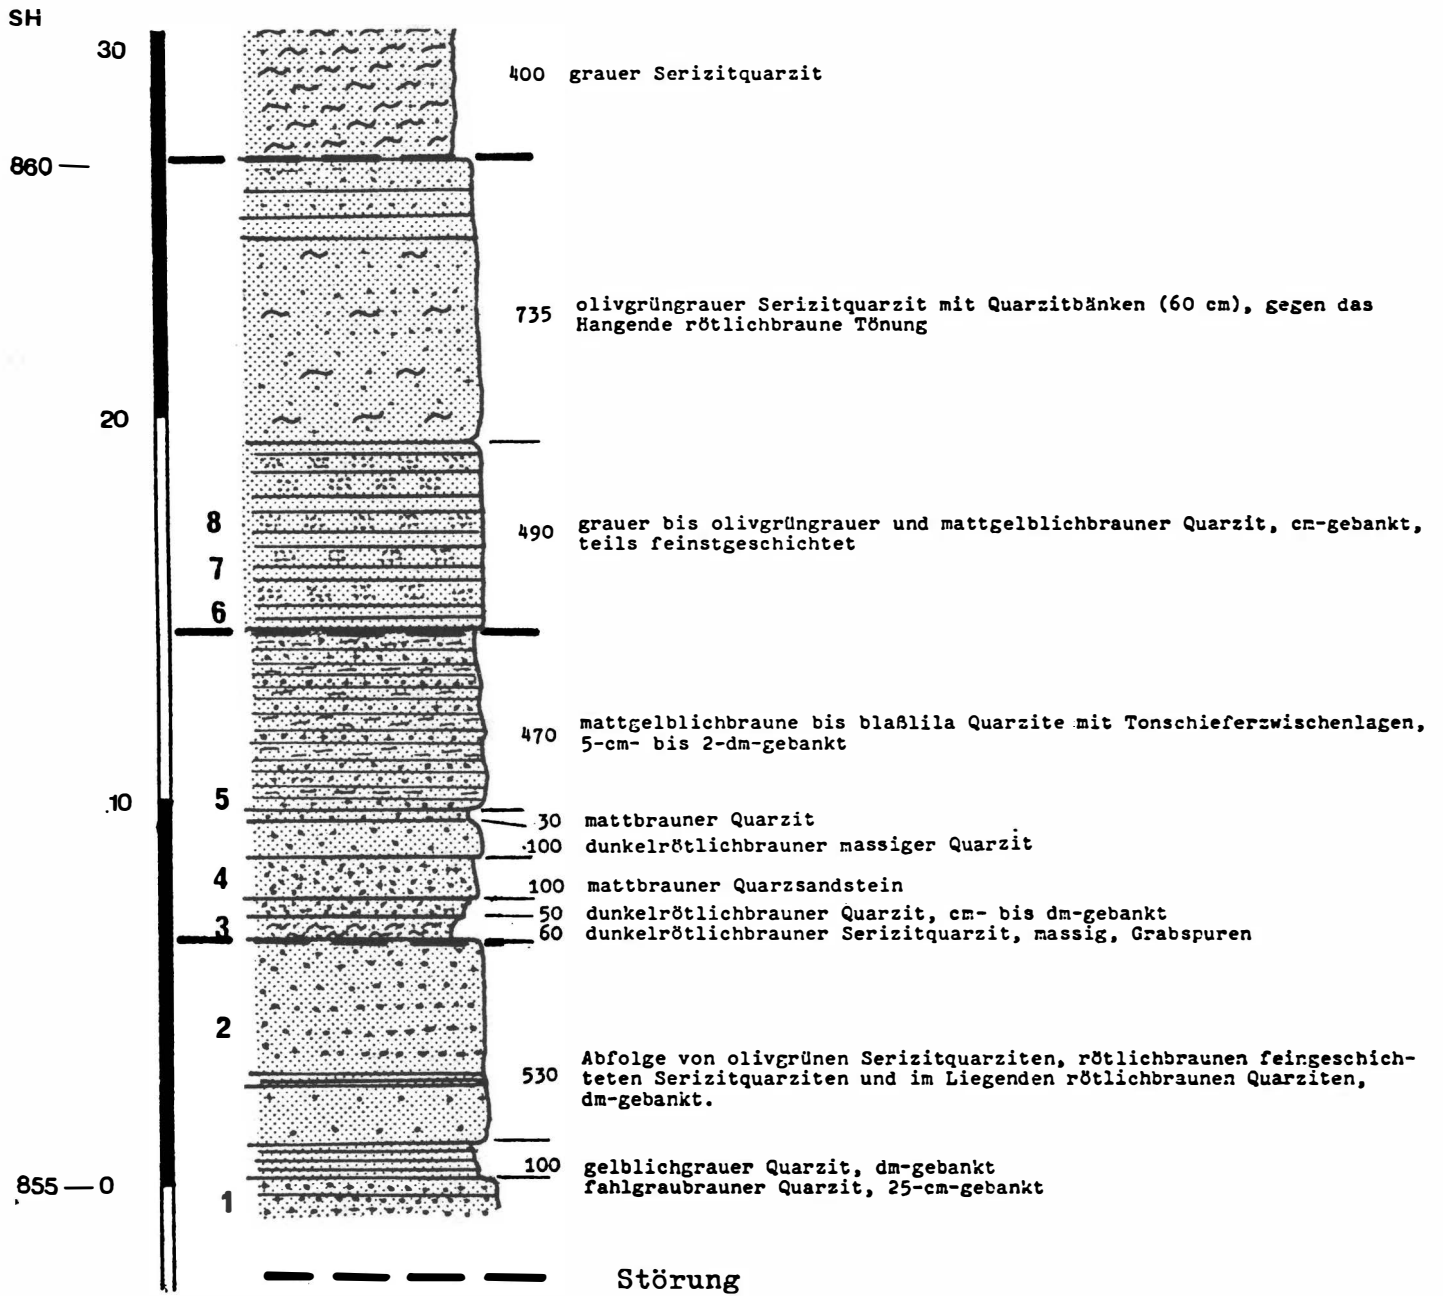 SH
30
400 grauer Serizitquarzit
860
735 olivgrüngrauer Serizitquarzit mit Quarzitbänken (60 cm), gegen das
Hangende rötlichbraune Tönung
20
8
490 grauer bis olivgrüngrauer und mattgelblichbrauner Quarzit, cm-gebankt,
teils feinstgeschichtet
7
6
470 mattgelblichbraune bis blaßlila Quarzite mit Tonschieferzwischenlagen,
5-cm- bis 2-dm-gebankt
10
5
30 mattbrauner Quarzit
100 dunkelrötlichbrauner massiger Quarzit
4
100 mattbrauner Quarzsandstein
50 dunkelrötlichbrauner Quarzit, cm- bis dm-gebankt
3
60 dunkelrötlichbrauner Serizitquarzit, massig, Grabspuren
2
530 Abfolge von olivgrünen Serizitquarziten, rötlichbraunen feingeschich-
teten Serizitquarziten und im Liegenden rötlichbraunen Quarziten,
dm-gebankt.
100 gelblichgrauer Quarzit, dm-gebankt
855 — 0
fahlgraubrauner Quarzit, 25-cm-gebankt
1
Störung